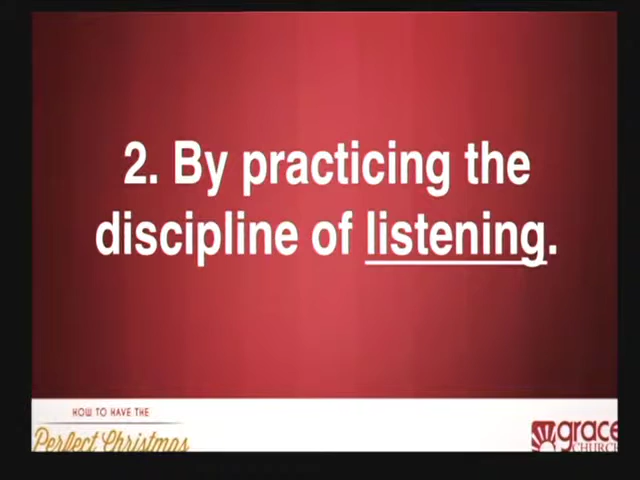 2. By practicing the
discipline of listening.
HOW TO HAVE THE
Perfect Christmas
grace
CHURCH